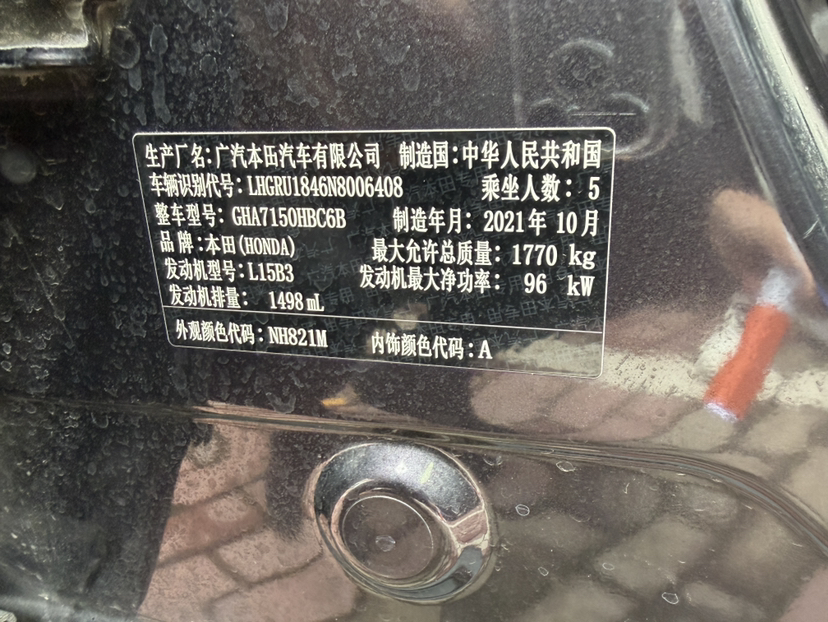 生产厂名:广汽本田汽车有限公司 制造国:中华人民共和国
车辆识别代号:LHGRU1846N8006408 乘坐人数:5
整车型号:GHA7150HBC6B 制造年月:2021年10月
品牌:本田(HONDA) 最大允许总质量:1770 kg
发动机型号:L15B3 发动机最大净功率:96 kW
发动机排量:1498 mL
外观颜色代码:NH821M 内饰颜色代码:A